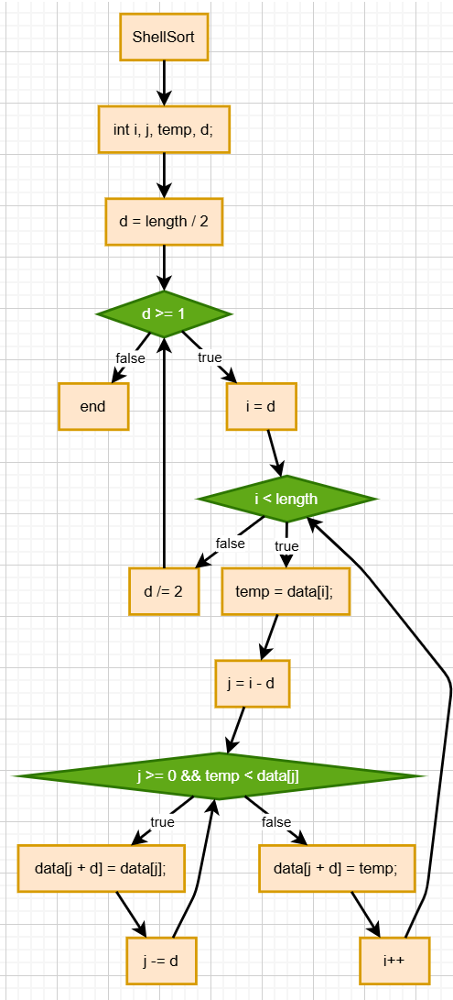 ShellSort
int i, j, temp, d;
d = length / 2
d >= 1
false
true
end
i = d
i < length
false
true
d /= 2
temp = data[i];
j = i - d
j >= 0 && temp < data[j]
true
false
data[j + d] = data[j];
data[j + d] = temp;
j -= d
i++